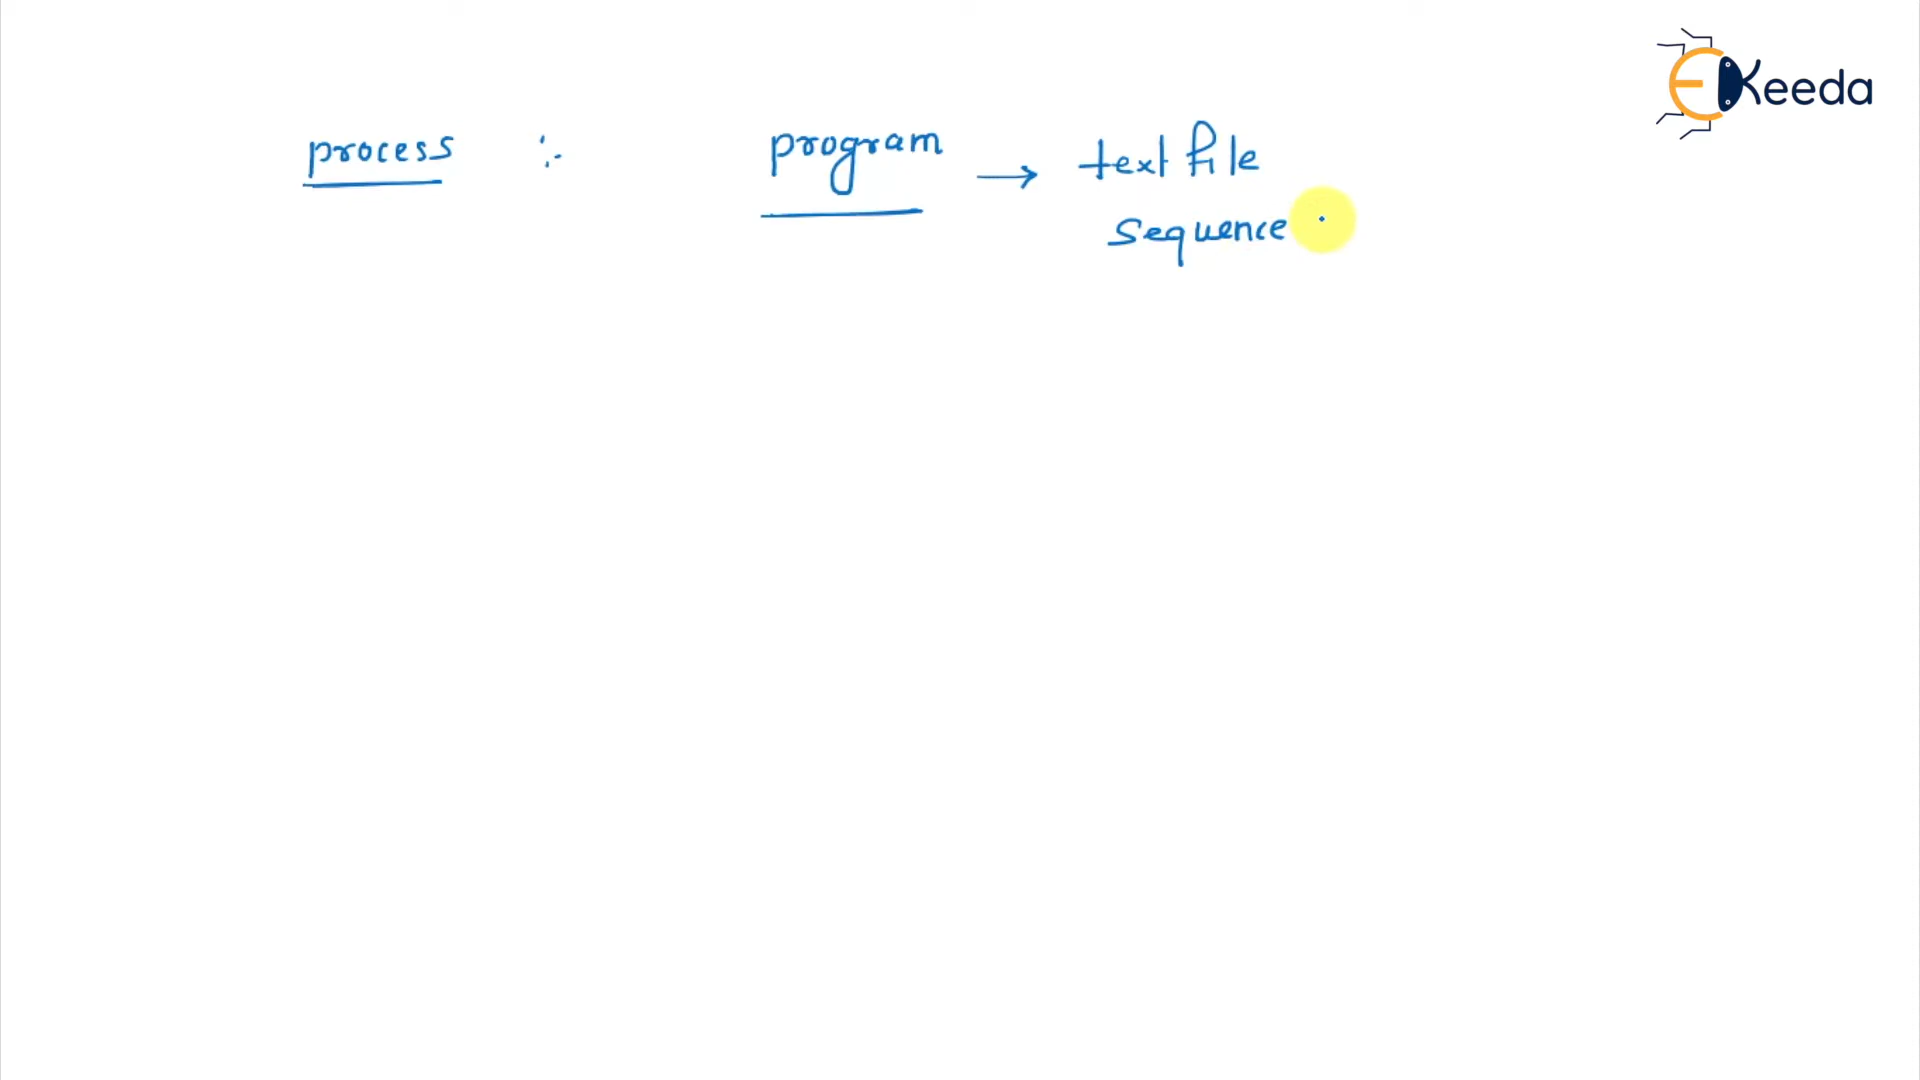 EKeeda
process :- program → text file
sequence